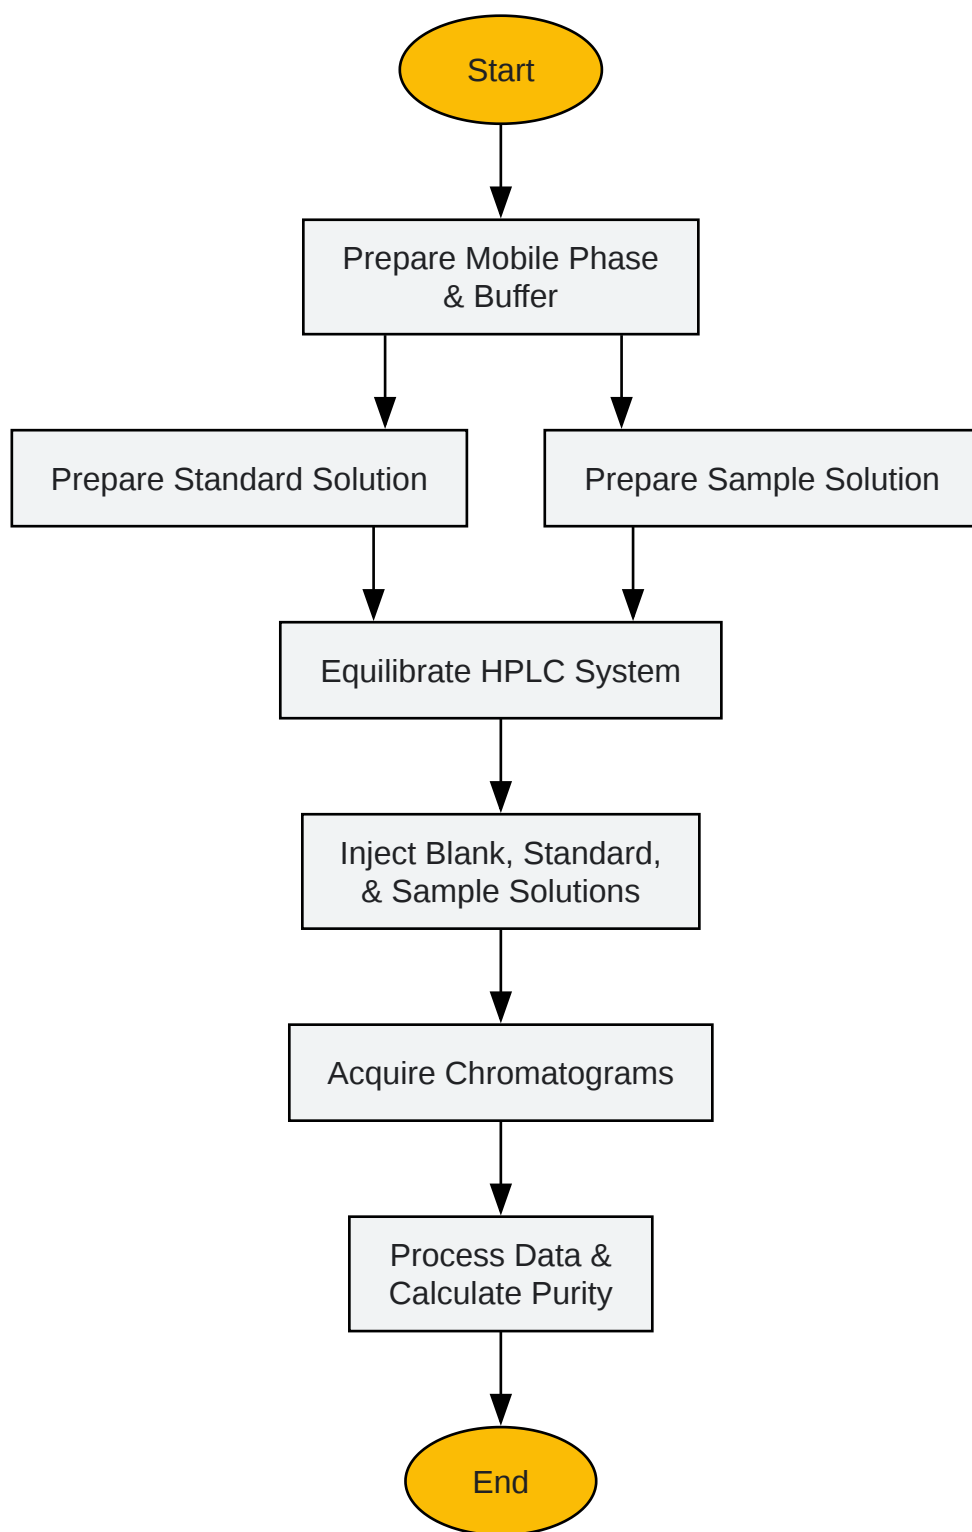 Start
Prepare Mobile Phase
& Buffer
Prepare Standard Solution
Prepare Sample Solution
Equilibrate HPLC System
Inject Blank, Standard,
& Sample Solutions
Acquire Chromatograms
Process Data &
Calculate Purity
End